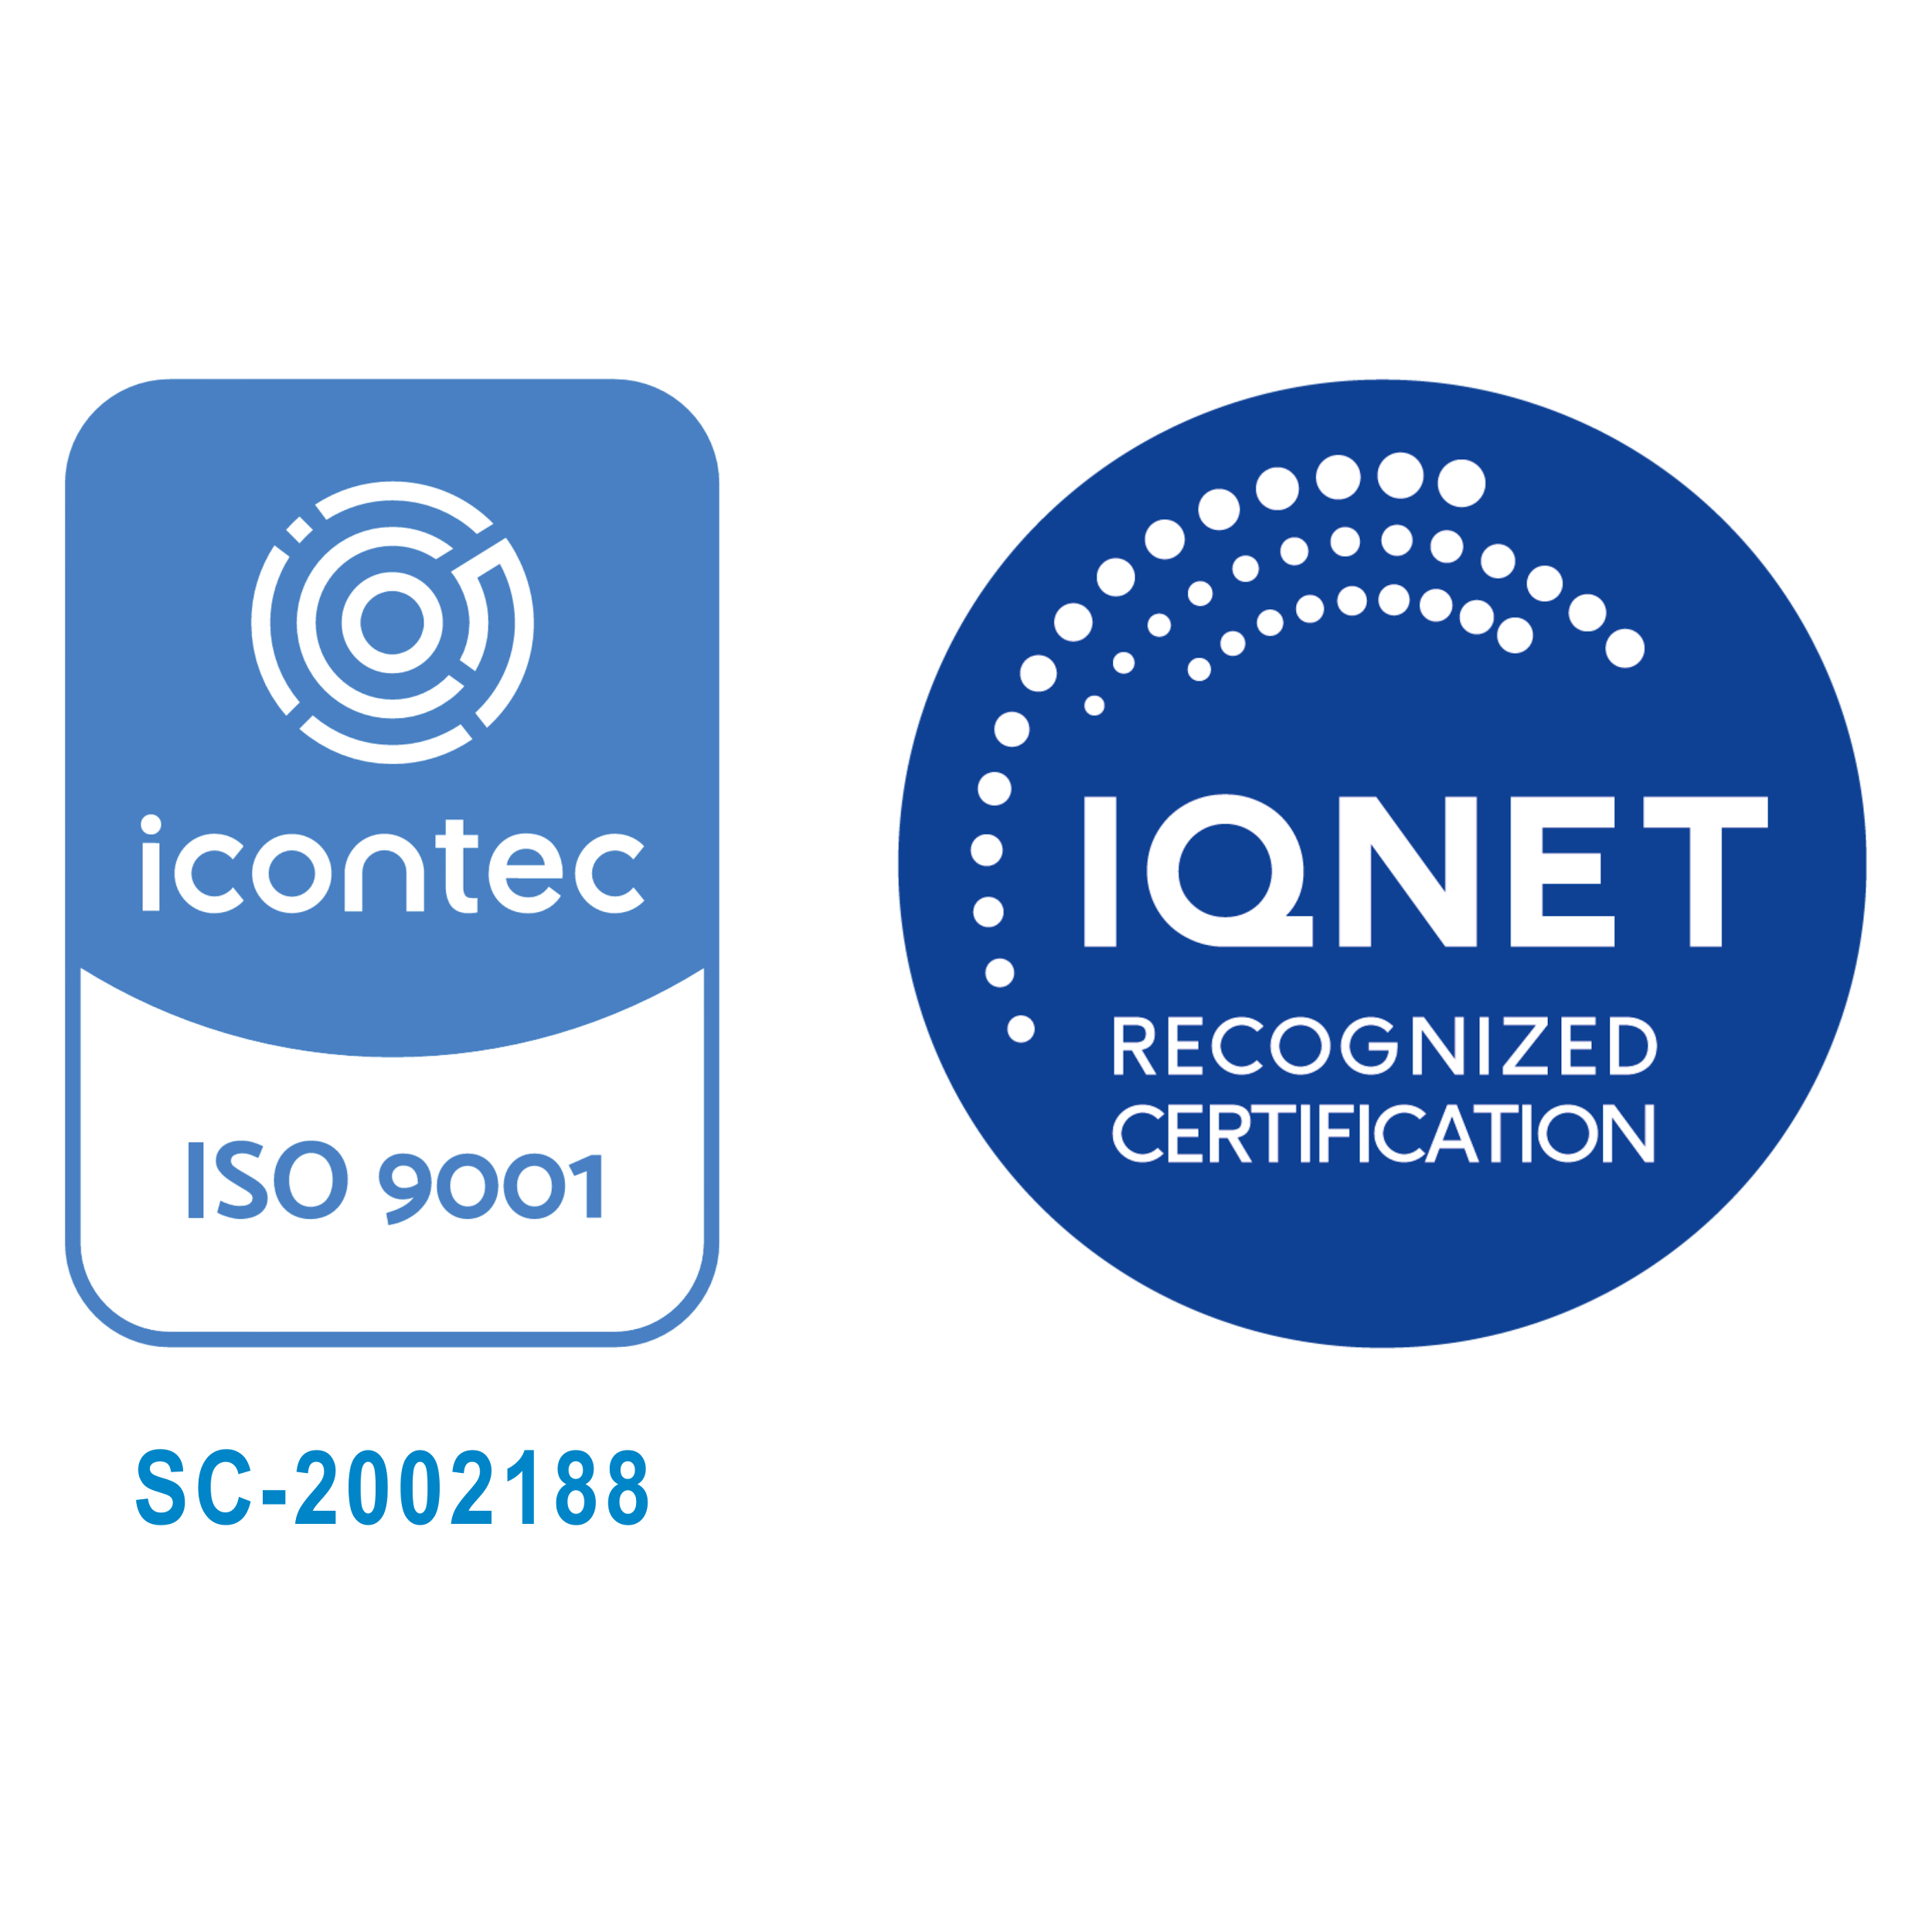 icontec
ISO 9001
SC-2002188
IQNET
RECOGNIZED
CERTIFICATION